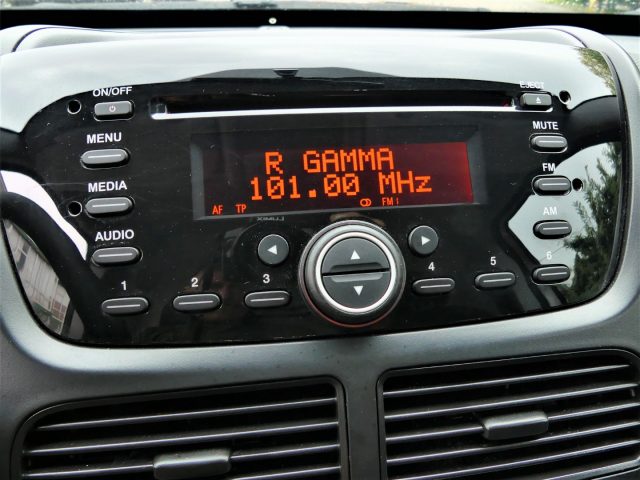 ON/OFF
EJECT
MENU
MUTE
R GAMMA
101.00 MHz
FM
MEDIA
AF TP FM1
AM
AUDIO
1 2 3 4 5 6